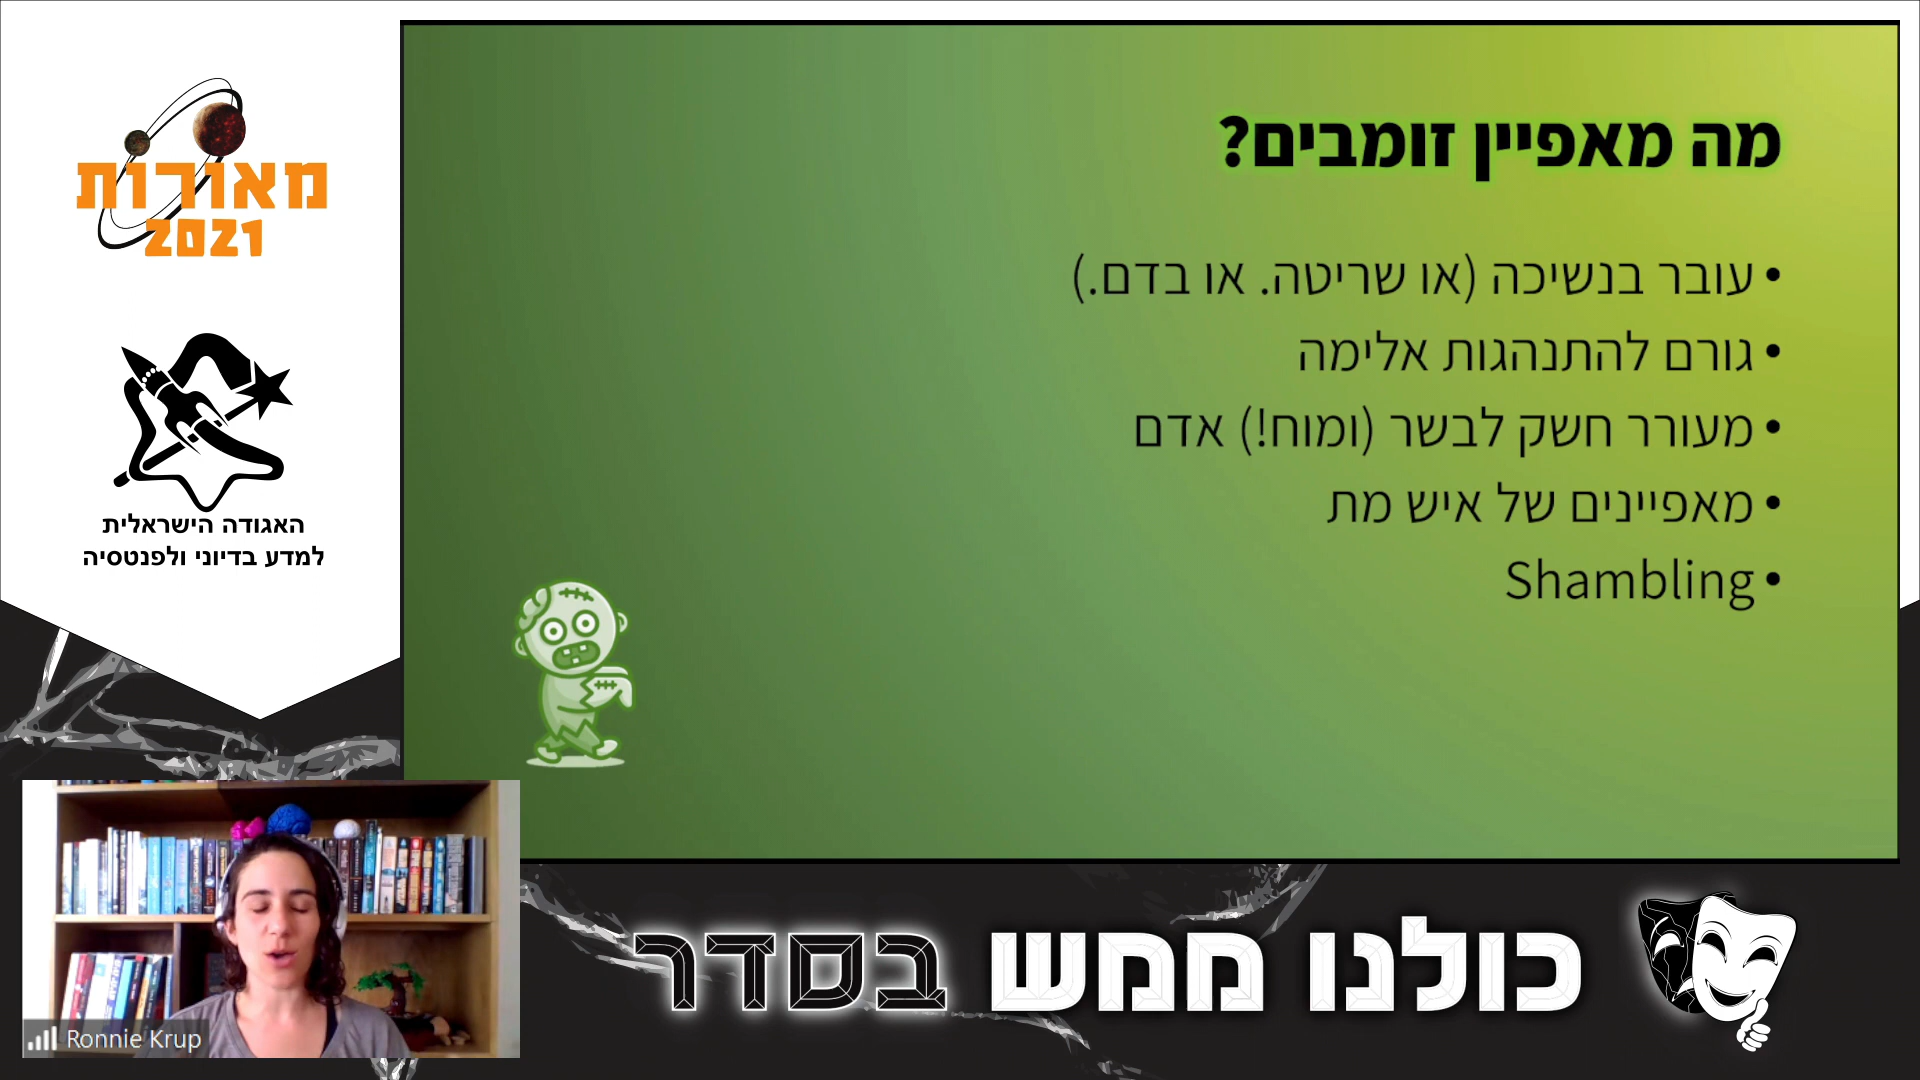 מאורות
2021
האגודה הישראלית
למדע בדיוני ולפנטסיה
מה מאפיין זומבים?
• עובר בנשיכה (או שריטה. או בדם.)
• גורם להתנהגות אלימה
• מעורר חשק לבשר (ומוח!) אדם
• מאפיינים של איש מת
• Shambling
Ronnie Krup
כולנו ממש בסדר